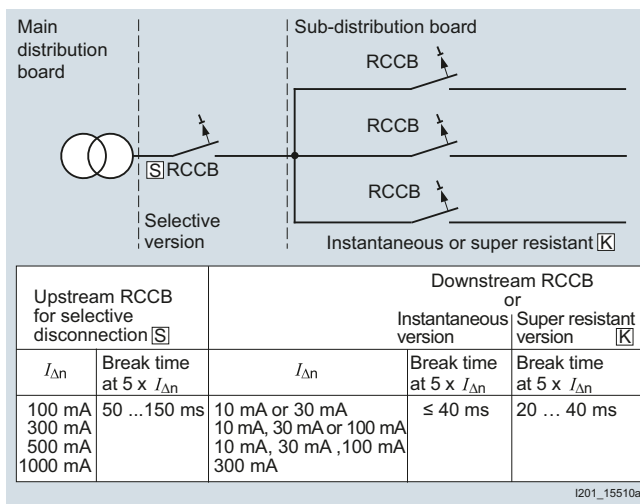 Main
distribution
board
Sub-distribution board
RCCB
RCCB
S RCCB
RCCB
Selective
version
Instantaneous or super resistant K
Upstream RCCB
for selective
disconnection S
Downstream RCCB
or
Instantaneous
version
Super resistant
version K
IΔn
Break time
at 5 x IΔn
IΔn
Break time
at 5 x IΔn
Break time
at 5 x IΔn
100 mA 50 ...150 ms 10 mA or 30 mA ≤ 40 ms 20 ... 40 ms
300 mA 10 mA, 30 mA or 100 mA
500 mA 10 mA, 30 mA ,100 mA
1000 mA 300 mA
I201_15510a